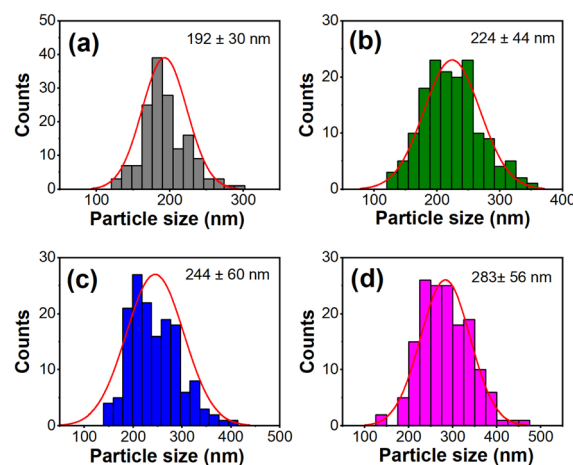 (a) 192 ± 30 nm
50
40
30
20
10
0
Counts
100 200 300
Particle size (nm)
(b) 224 ± 44 nm
30
20
10
0
Counts
100 200 300 400
Particle size (nm)
(c) 244 ± 60 nm
30
20
10
0
Counts
100 200 300 400 500
Particle size (nm)
(d) 283± 56 nm
30
20
10
0
Counts
100 200 300 400 500
Particle size (nm)